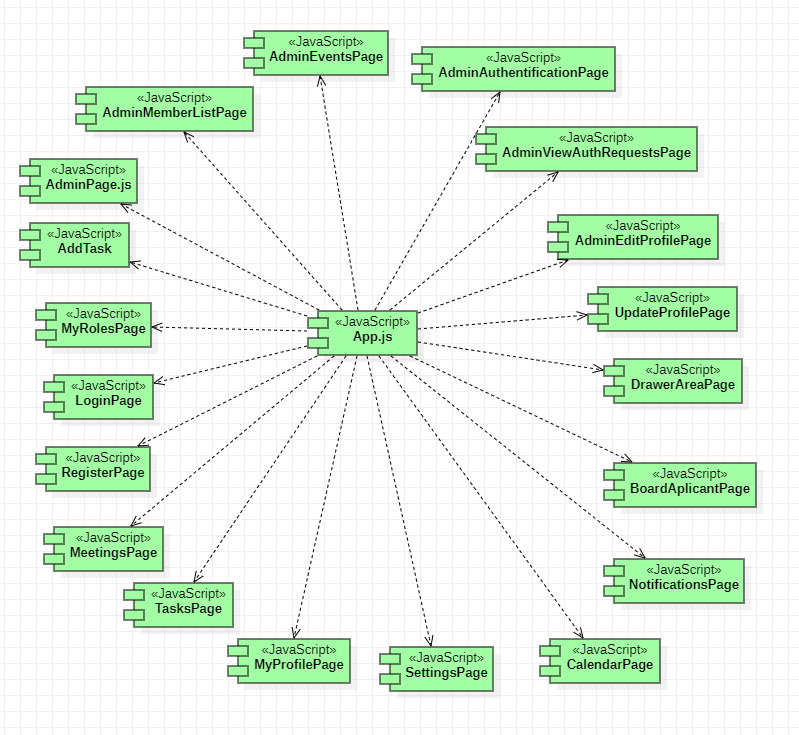 «JavaScript»
AdminEventsPage
«JavaScript»
AdminAuthentificationPage
«JavaScript»
AdminMemberListPage
«JavaScript»
AdminViewAuthRequestsPage
«JavaScript»
AdminPage.js
«JavaScript»
AddTask
«JavaScript»
AdminEditProfilePage
«JavaScript»
UpdateProfilePage
«JavaScript»
MyRolesPage
«JavaScript»
App.js
«JavaScript»
DrawerAreaPage
«JavaScript»
LoginPage
«JavaScript»
RegisterPage
«JavaScript»
BoardAplicantPage
«JavaScript»
MeetingsPage
«JavaScript»
NotificationsPage
«JavaScript»
TasksPage
«JavaScript»
MyProfilePage
«JavaScript»
SettingsPage
«JavaScript»
CalendarPage